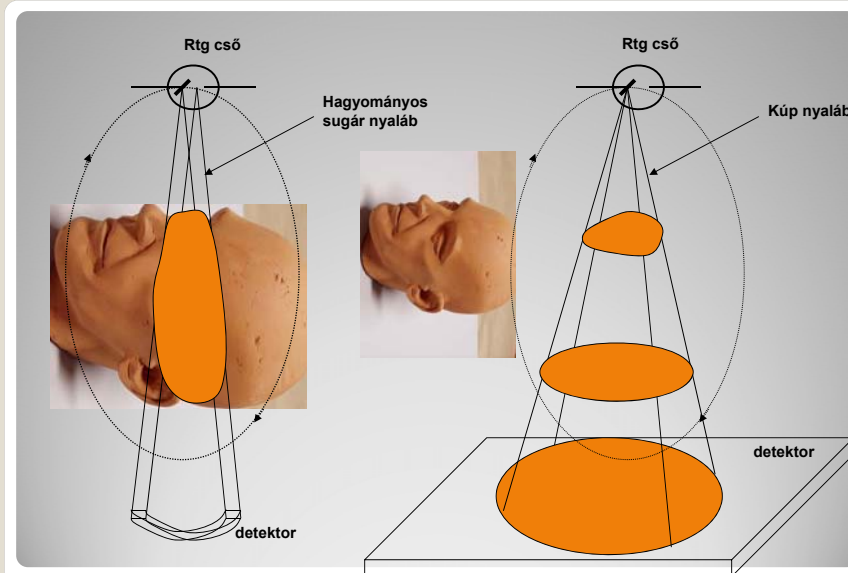 Rtg cső
Hagyományos
sugár nyaláb
detektor
Rtg cső
Kúp nyaláb
detektor